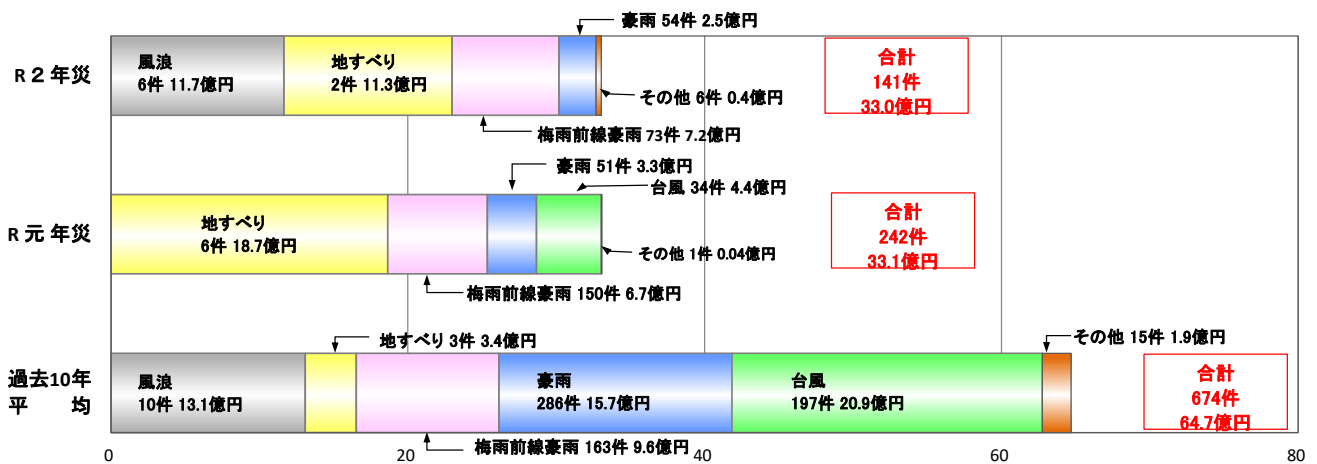 豪雨 54件 2.5億円
R 2 年災
風浪
6件 11.7億円
地すべり
2件 11.3億円
その他 6件 0.4億円
梅雨前線豪雨 73件 7.2億円
合計
141件
33.0億円
豪雨 51件 3.3億円
台風 34件 4.4億円
R 元 年災
地すべり
6件 18.7億円
その他 1件 0.04億円
梅雨前線豪雨 150件 6.7億円
合計
242件
33.1億円
地すべり 3件 3.4億円
その他 15件 1.9億円
過去10年
平 均
風浪
10件 13.1億円
豪雨
286件 15.7億円
台風
197件 20.9億円
梅雨前線豪雨 163件 9.6億円
合計
674件
64.7億円
0 20 40 60 80